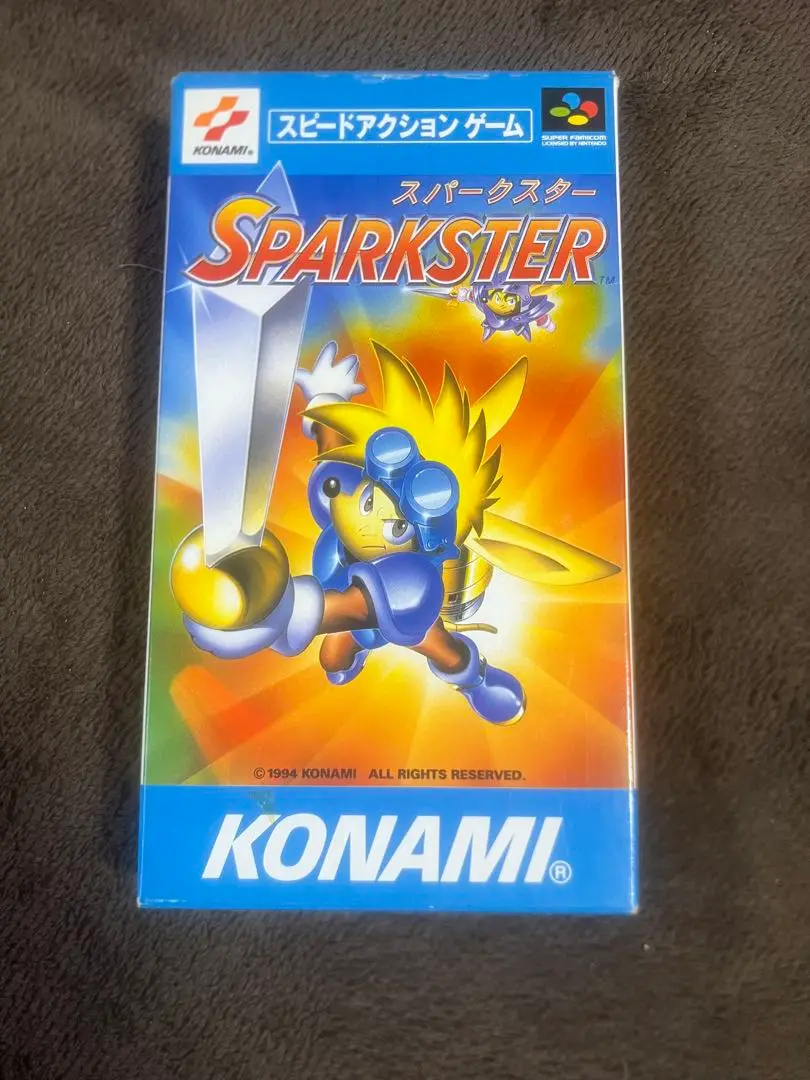 KONAMI®
スピードアクション ゲーム
SUPER FAMICOM
LICENSED BY NINTENDO
スパークスター
SPARKSTER™
©1994 KONAMI ALL RIGHTS RESERVED.
KONAMI®